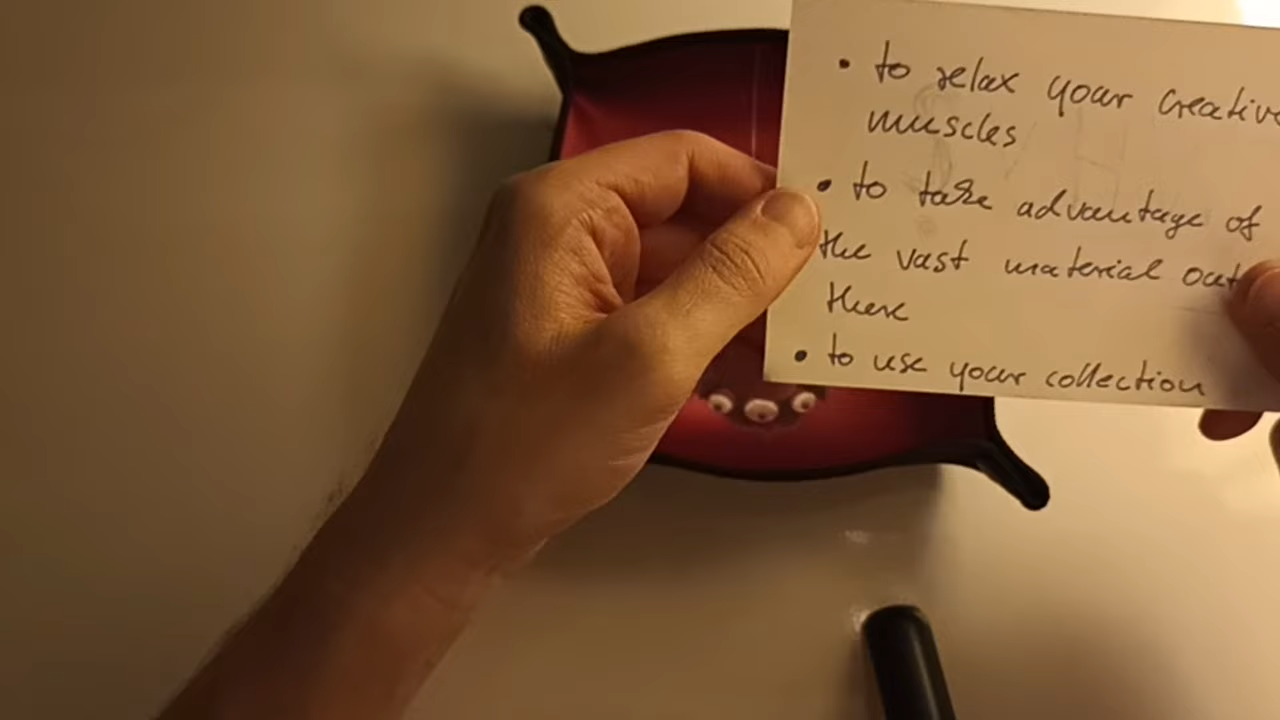 • to relax your creative
muscles
• to take advantage of
the vast material out
there
• to use your collection